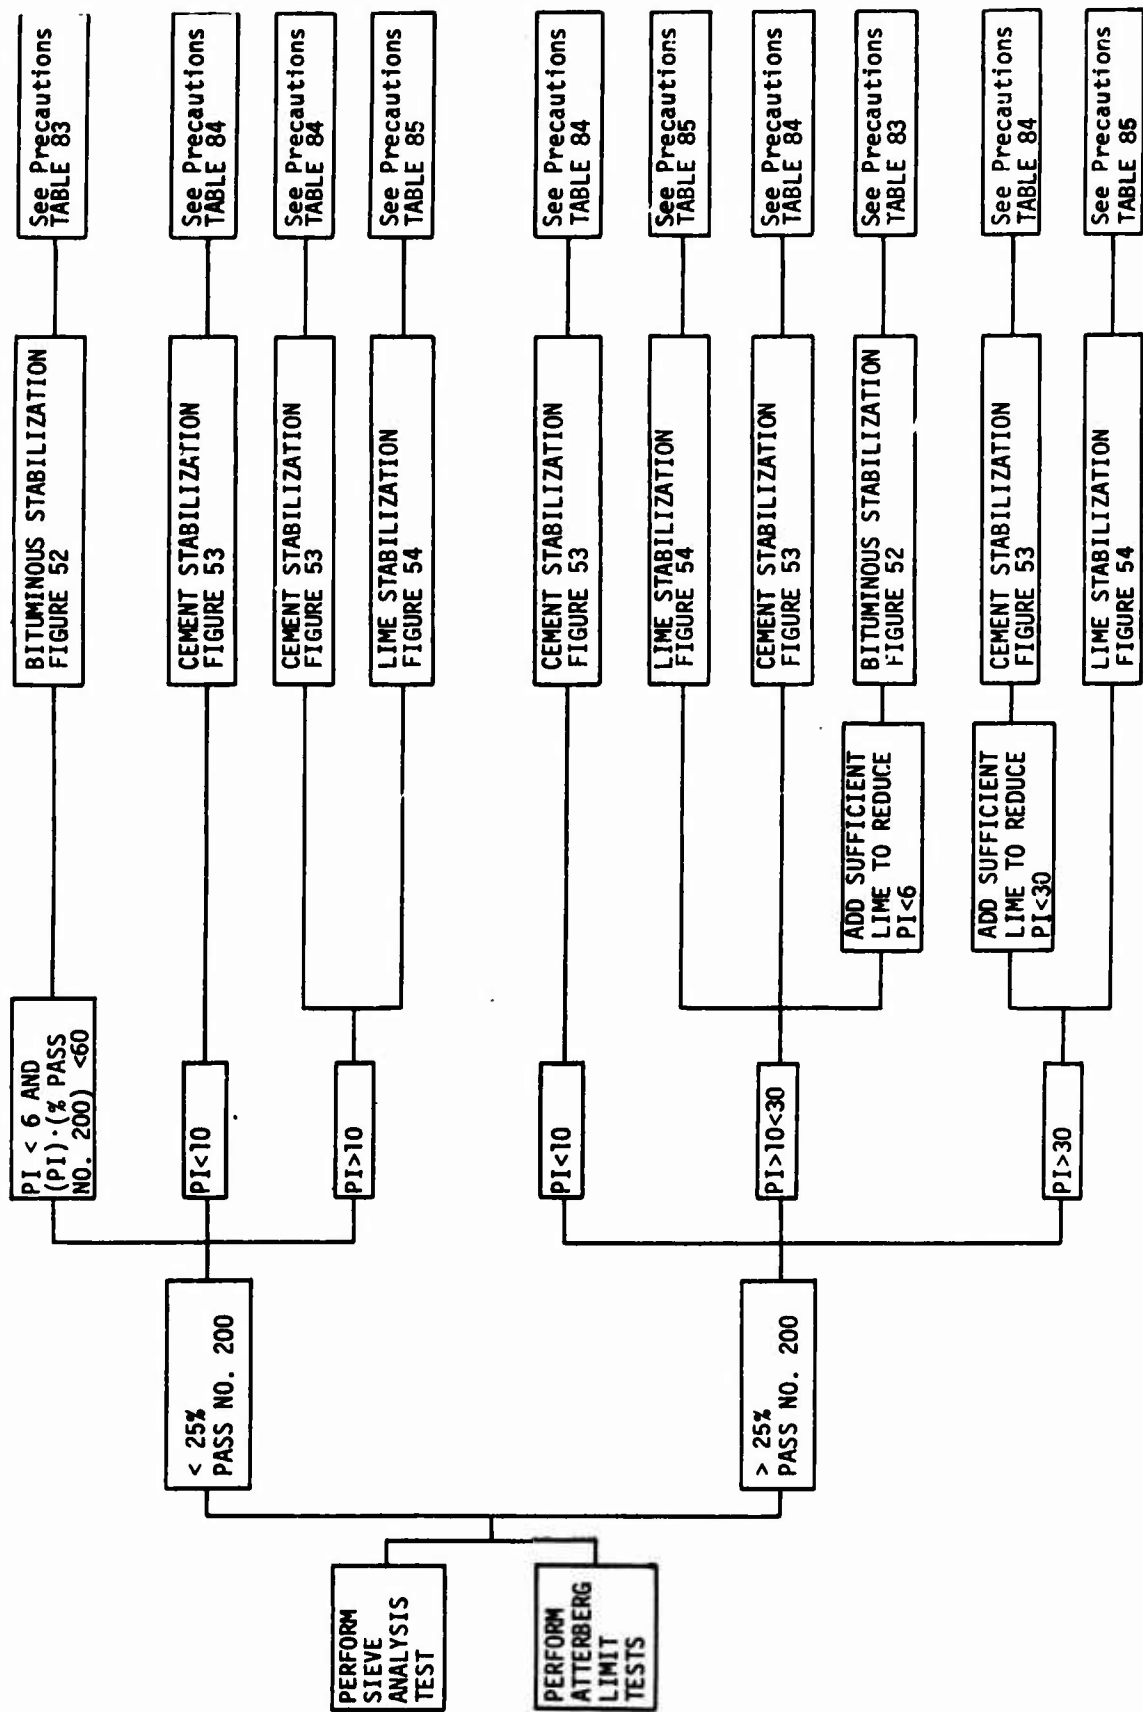 PERFORM
SIEVE
ANALYSIS
TEST
PERFORM
ATTERBERG
LIMIT
TESTS
< 25%
PASS NO. 200
> 25%
PASS NO. 200
PI < 6 AND
(PI)·(% PASS
NO. 200) <60
PI<10
PI>10
PI<10
PI>10<30
PI>30
ADD SUFFICIENT
LIME TO REDUCE
PI<6
ADD SUFFICIENT
LIME TO REDUCE
PI<30
BITUMINOUS STABILIZATION
FIGURE 52
CEMENT STABILIZATION
FIGURE 53
CEMENT STABILIZATION
FIGURE 53
LIME STABILIZATION
FIGURE 54
CEMENT STABILIZATION
FIGURE 53
LIME STABILIZATION
FIGURE 54
CEMENT STABILIZATION
FIGURE 53
BITUMINOUS STABILIZATION
FIGURE 52
CEMENT STABILIZATION
FIGURE 53
LIME STABILIZATION
FIGURE 54
See Precautions
TABLE 83
See Precautions
TABLE 84
See Precautions
TABLE 84
See Precautions
TABLE 85
See Precautions
TABLE 84
See Precautions
TABLE 85
See Precautions
TABLE 84
See Precautions
TABLE 83
See Precautions
TABLE 84
See Precautions
TABLE 85